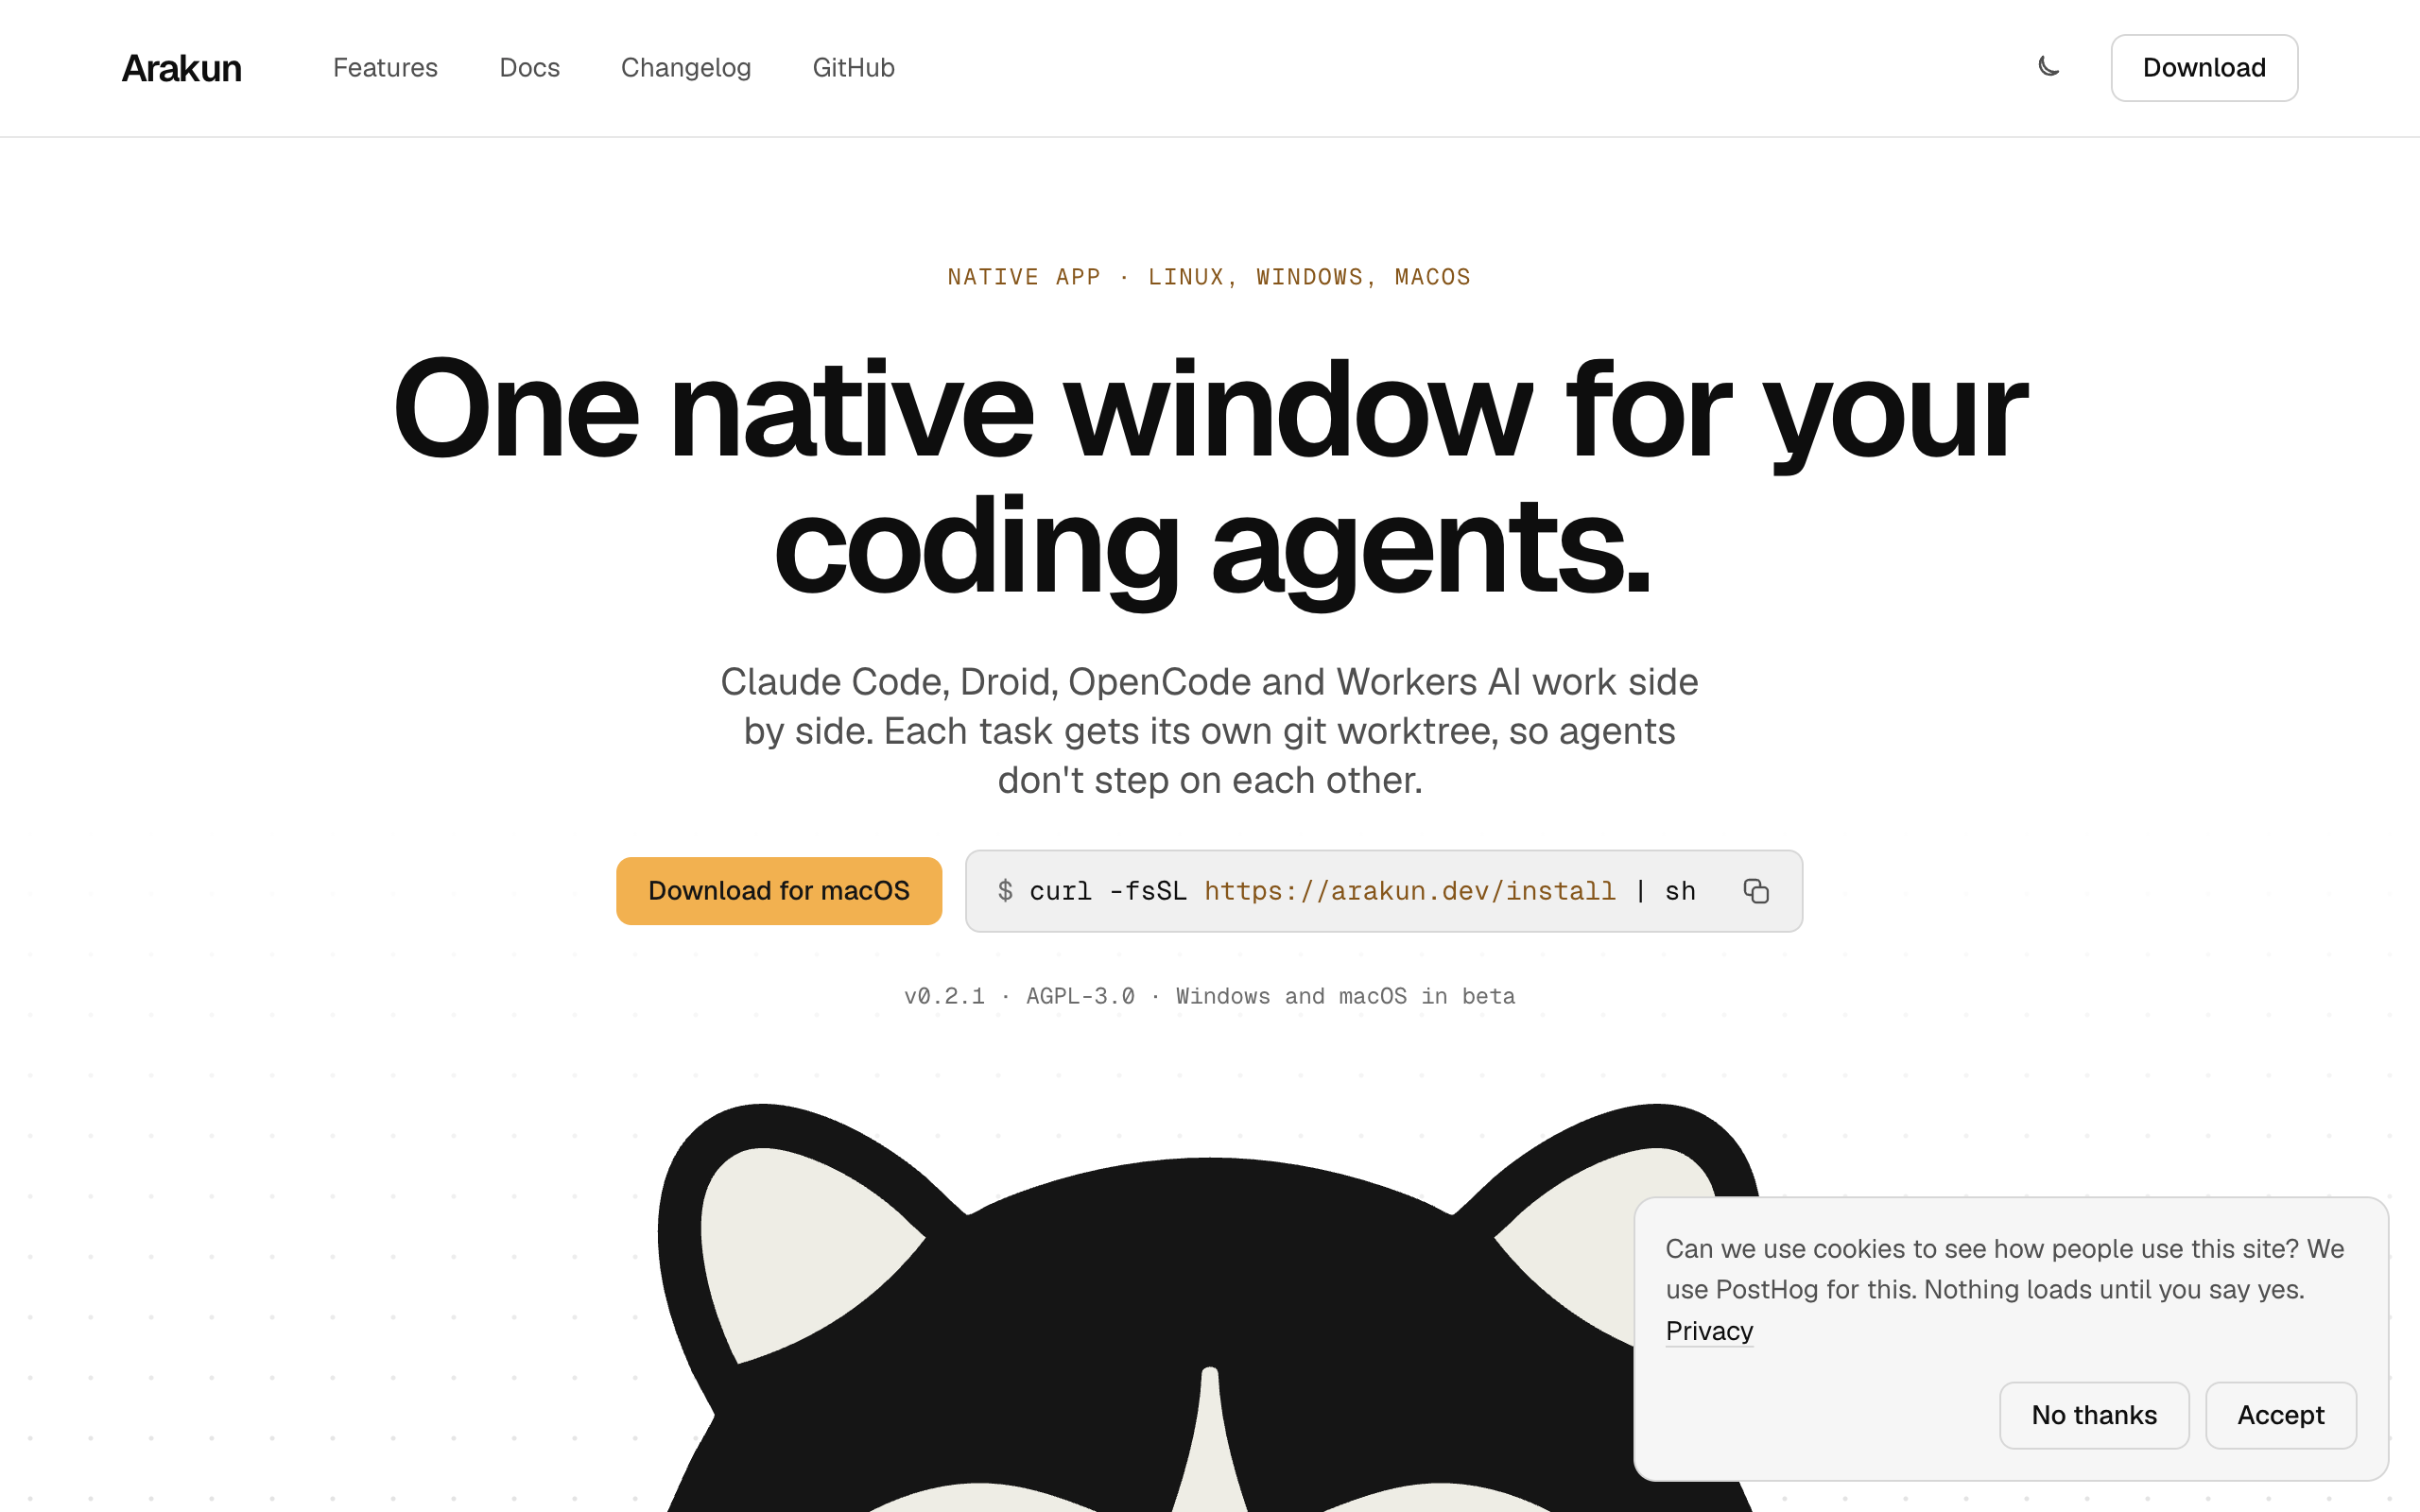 Arakun
Features
Docs
Changelog
GitHub
Download
NATIVE APP · LINUX, WINDOWS, MACOS
One native window for your
coding agents.
Claude Code, Droid, OpenCode and Workers AI work side
by side. Each task gets its own git worktree, so agents
don't step on each other.
Download for macOS
$ curl -fsSL https://arakun.dev/install | sh
v0.2.1 · AGPL-3.0 · Windows and macOS in beta
Can we use cookies to see how people use this site? We
use PostHog for this. Nothing loads until you say yes.
Privacy
No thanks
Accept